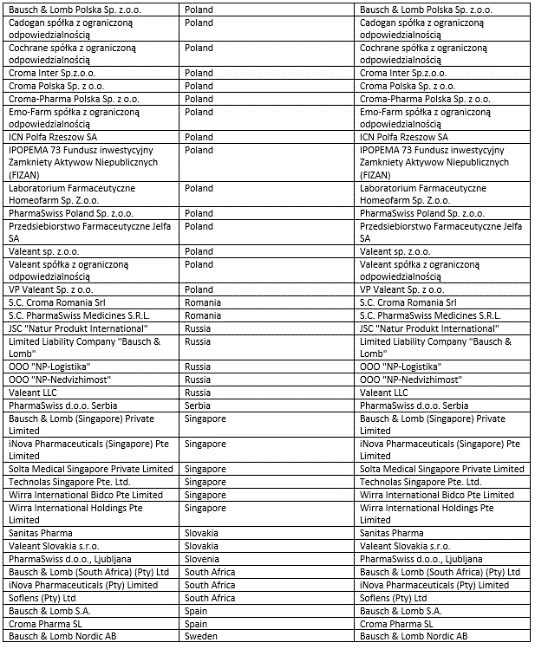 Bausch & Lomb Polska Sp. z.o.o. Poland Bausch & Lomb Polska Sp. z.o.o.
Cadogan spółka z ograniczoną Poland Cadogan spółka z ograniczoną
odpowiedzialnością odpowiedzialnością
Cochrane spółka z ograniczoną Poland Cochrane spółka z ograniczoną
odpowiedzialnością odpowiedzialnością
Croma Inter Sp.z.o.o. Poland Croma Inter Sp.z.o.o.
Croma Polska Sp. z o.o. Poland Croma Polska Sp. z o.o.
Croma-Pharma Polska Sp. z o.o. Poland Croma-Pharma Polska Sp. z o.o.
Emo-Farm spółka z ograniczoną Poland Emo-Farm spółka z ograniczoną
odpowiedzialnością odpowiedzialnością
ICN Polfa Rzeszow SA Poland ICN Polfa Rzeszow SA
IPOPEMA 73 Fundusz inwestycyjny Poland IPOPEMA 73 Fundusz inwestycyjny
Zamkniety Aktywow Niepublicznych Zamkniety Aktywow Niepublicznych
(FIZAN) (FIZAN)
Laboratorium Farmaceutyczne Poland Laboratorium Farmaceutyczne
Homeofarm Sp. Z.o.o. Homeofarm Sp. Z.o.o.
PharmaSwiss Poland Sp. z.o.o. Poland PharmaSwiss Poland Sp. z.o.o.
Przedsiebiorstwo Farmaceutyczne Jelfa Poland Przedsiebiorstwo Farmaceutyczne Jelfa
SA SA
Valeant sp. z.o.o. Poland Valeant sp. z.o.o.
Valeant spółka z ograniczoną Poland Valeant spółka z ograniczoną
odpowiedzialnością odpowiedzialnością
VP Valeant Sp. z o.o. Poland VP Valeant Sp. z o.o.
S.C. Croma Romania Srl Romania S.C. Croma Romania Srl
S.C. PharmaSwiss Medicines S.R.L. Romania S.C. PharmaSwiss Medicines S.R.L.
JSC "Natur Produkt International" Russia JSC "Natur Produkt International"
Limited Liability Company "Bausch & Russia Limited Liability Company "Bausch &
Lomb" Lomb"
OOO "NP-Logistika" Russia OOO "NP-Logistika"
OOO "NP-Nedvizhimost" Russia OOO "NP-Nedvizhimost"
Valeant LLC Russia Valeant LLC
PharmaSwiss d.o.o. Serbia Serbia PharmaSwiss d.o.o. Serbia
Bausch & Lomb (Singapore) Private Singapore Bausch & Lomb (Singapore) Private
Limited Limited
iNova Pharmaceuticals (Singapore) Pte Singapore iNova Pharmaceuticals (Singapore) Pte
Limited Limited
Solta Medical Singapore Private Limited Singapore Solta Medical Singapore Private Limited
Technolas Singapore Pte. Ltd. Singapore Technolas Singapore Pte. Ltd.
Wirra International Bidco Pte Limited Singapore Wirra International Bidco Pte Limited
Wirra International Holdings Pte Singapore Wirra International Holdings Pte
Limited Limited
Sanitas Pharma Slovakia Sanitas Pharma
Valeant Slovakia s.r.o. Slovakia Valeant Slovakia s.r.o.
PharmaSwiss d.o.o., Ljubljana Slovenia PharmaSwiss d.o.o., Ljubljana
Bausch & Lomb (South Africa) (Pty) Ltd South Africa Bausch & Lomb (South Africa) (Pty) Ltd
iNova Pharmaceuticals (Pty) Limited South Africa iNova Pharmaceuticals (Pty) Limited
Soflens (Pty) Ltd South Africa Soflens (Pty) Ltd
Bausch & Lomb S.A. Spain Bausch & Lomb S.A.
Croma Pharma SL Spain Croma Pharma SL
Bausch & Lomb Nordic AB Sweden Bausch & Lomb Nordic AB